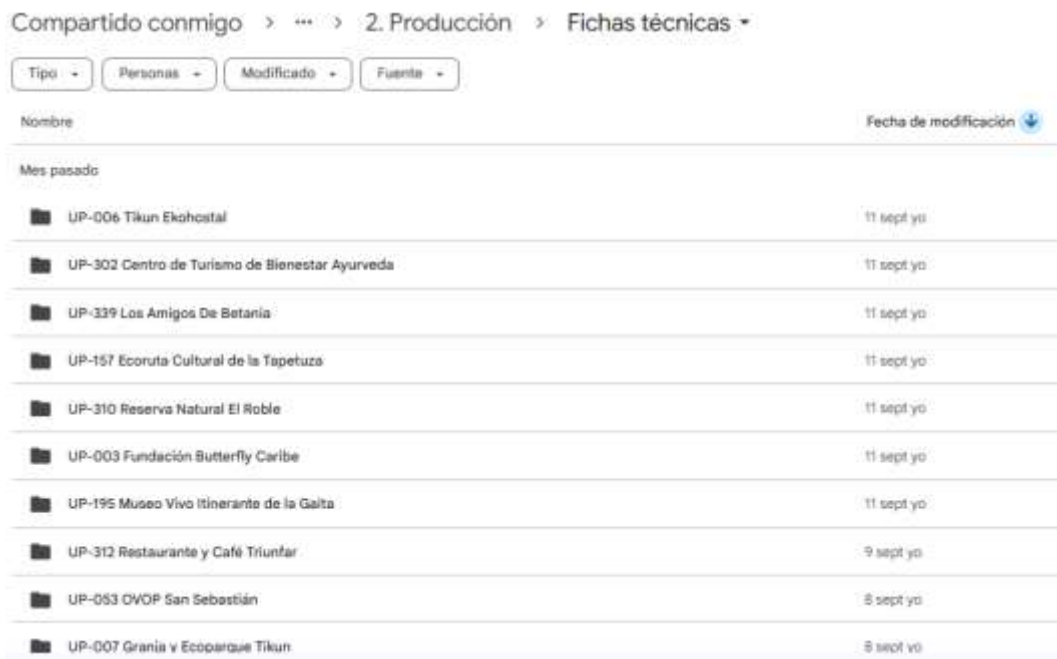 Compartido conmigo > ... > 2. Producción > Fichas técnicas
Tipo Personas Modificado Fuente
Nombre Fecha de modificación
Mes pasado
UP-006 Tikun Ekohostal 11 sept yo
UP-302 Centro de Turismo de Bienestar Ayurveda 11 sept yo
UP-339 Los Amigos De Betania 11 sept yo
UP-157 Ecoruta Cultural de la Tapetuza 11 sept yo
UP-310 Reserva Natural El Roble 11 sept yo
UP-003 Fundación Butterfly Caribe 11 sept yo
UP-195 Museo Vivo Itinerante de la Gaita 11 sept yo
UP-312 Restaurante y Café Triunfar 9 sept yo
UP-053 OVOP San Sebastián 8 sept yo
UP-007 Granja y Ecoparque Tikun 8 sept yo